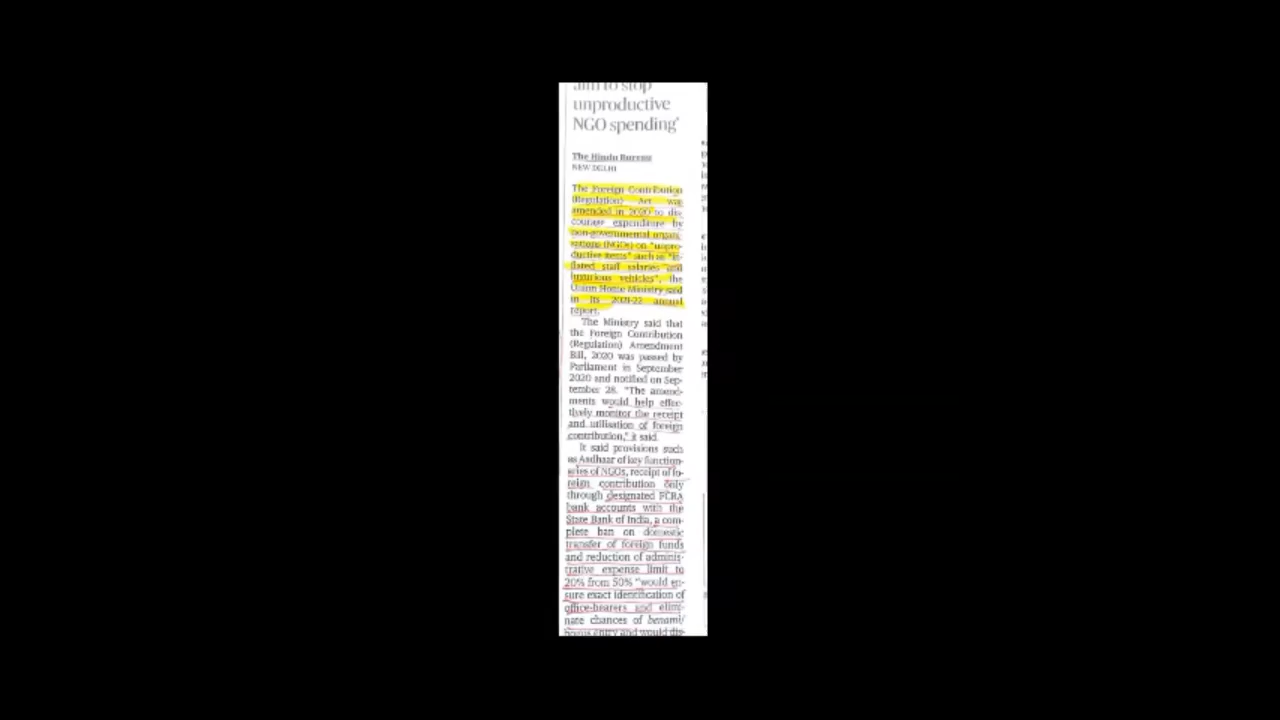 aim to stop
unproductive
NGO spending'
The Hindu Bureau
NEW DELHI
The Foreign Contribution
(Regulation) Act was
amended in 2020 to dis-
courage expenditure by
non-governmental organi-
sations (NGOs) on "unpro-
ductive items" such as "in-
flated staff salaries and
luxurious vehicles", the
Union Home Ministry said
in its 2021-22 annual
report.
The Ministry said that
the Foreign Contribution
(Regulation) Amendment
Bill, 2020 was passed by
Parliament in September
2020 and notified on Sep-
tember 28. "The amend-
ments would help effec-
tively monitor the receipt
and utilisation of foreign
contribution," it said.
It said provisions such
as Aadhaar of key function-
aries of NGOs, receipt of fo-
reign contribution only
through designated FCRA
bank accounts with the
State Bank of India, a com-
plete ban on domestic
transfer of foreign funds
and reduction of adminis-
trative expense limit to
20% from 50% "would en-
sure exact identification of
office-bearers and elimi-
nate chances of benami/
bogus entry and would dis-